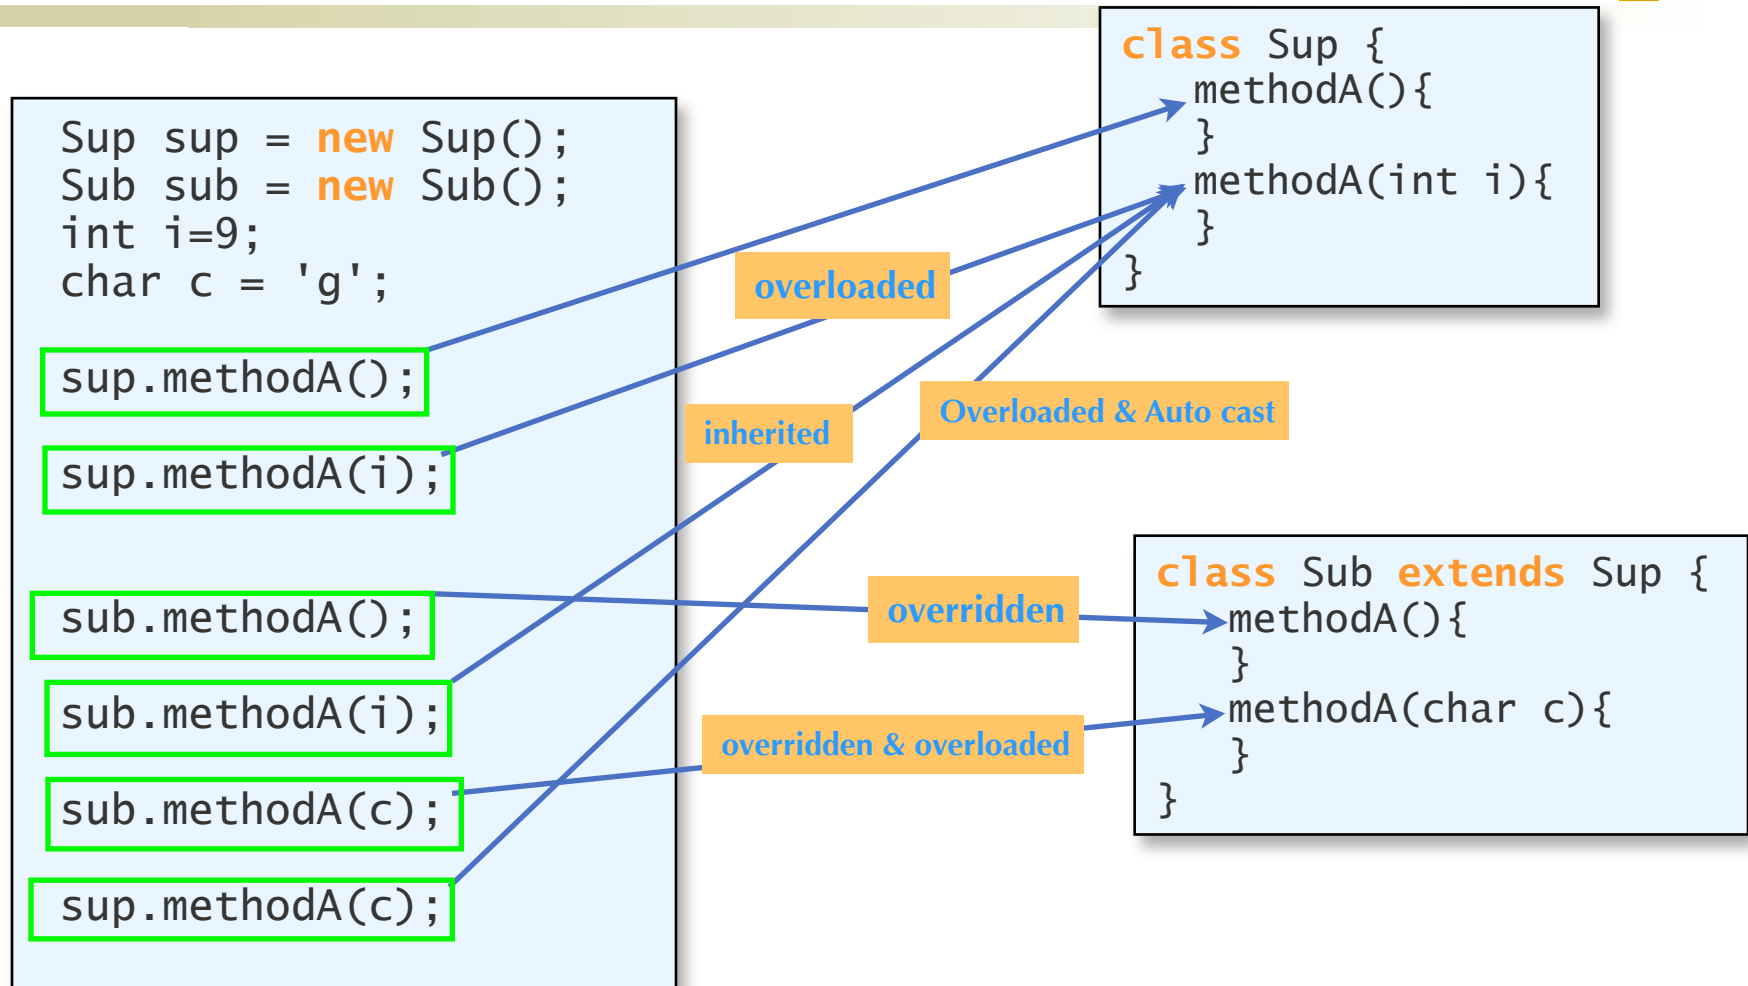 Sup sup = new Sup();
Sub sub = new Sub();
int i=9;
char c = 'g';
sup.methodA();
sup.methodA(i);
sub.methodA();
sub.methodA(i);
sub.methodA(c);
sup.methodA(c);
overloaded
inherited
Overloaded & Auto cast
overridden
overridden & overloaded
class Sup {
methodA(){
}
methodA(int i){
}
}
class Sub extends Sup {
methodA(){
}
methodA(char c){
}
}